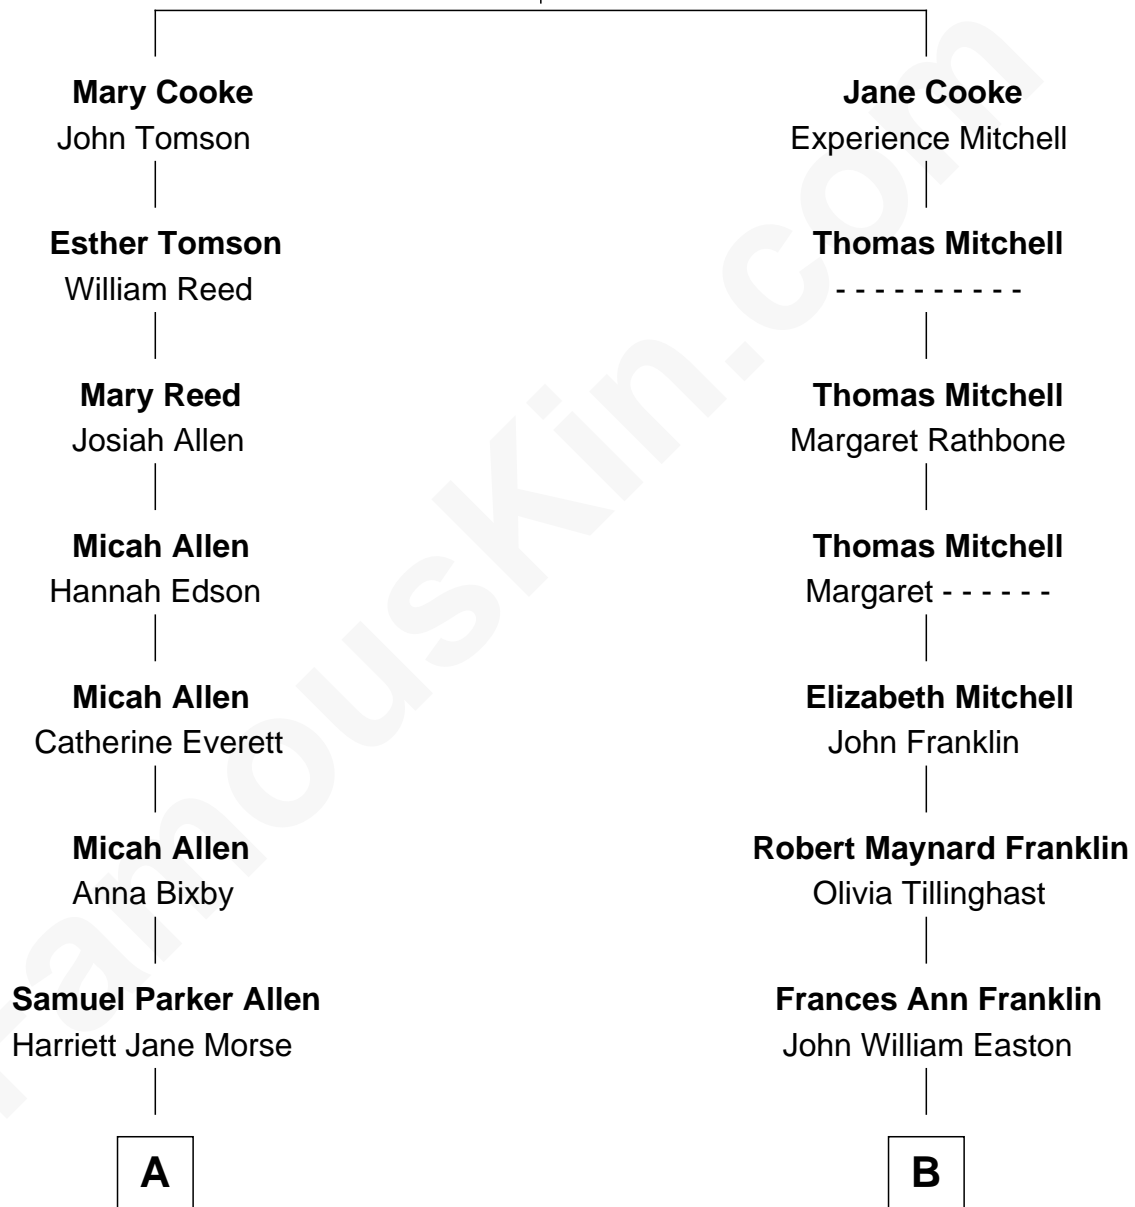 Mary Cooke
John Tomson
Esther Tomson
William Reed
Mary Reed
Josiah Allen
Micah Allen
Hannah Edson
Micah Allen
Catherine Everett
Micah Allen
Anna Bixby
Samuel Parker Allen
Harriett Jane Morse
A
Jane Cooke
Experience Mitchell
Thomas Mitchell
- - - - - - - - - -
Thomas Mitchell
Margaret Rathbone
Thomas Mitchell
Margaret - - - - - -
Elizabeth Mitchell
John Franklin
Robert Maynard Franklin
Olivia Tillinghast
Frances Ann Franklin
John William Easton
B
FamousKin.com